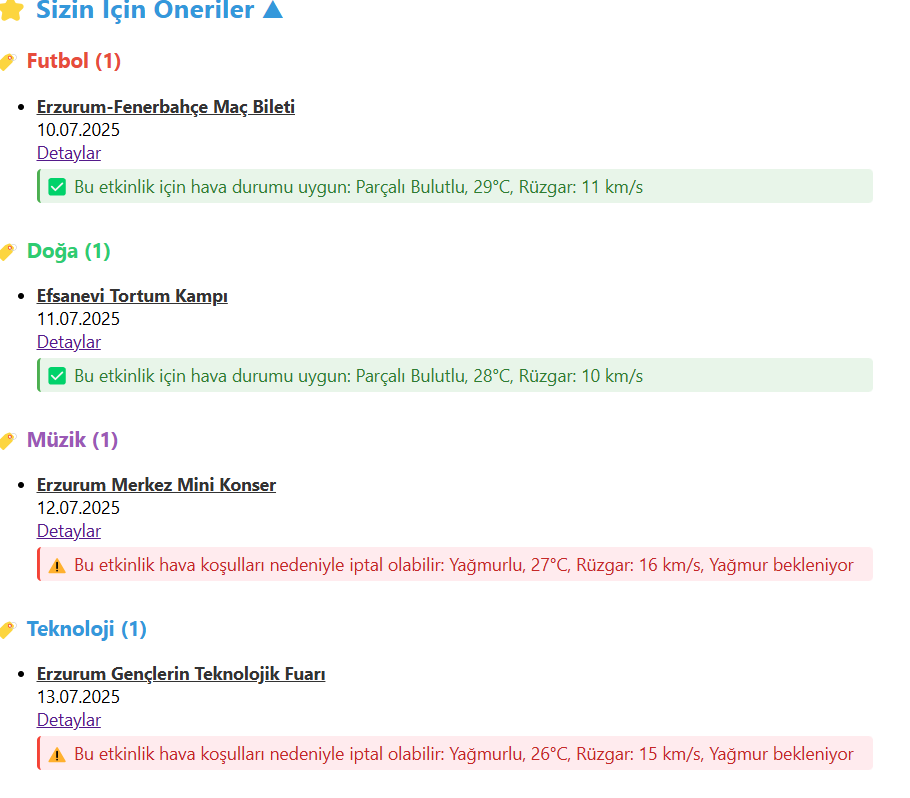 Sizin İçin Öneriler ▲
Futbol (1)
Erzurum-Fenerbahçe Maç Bileti
10.07.2025
Detaylar
Bu etkinlik için hava durumu uygun: Parçalı Bulutlu, 29°C, Rüzgar: 11 km/s
Doğa (1)
Efsanevi Tortum Kampı
11.07.2025
Detaylar
Bu etkinlik için hava durumu uygun: Parçalı Bulutlu, 28°C, Rüzgar: 10 km/s
Müzik (1)
Erzurum Merkez Mini Konser
12.07.2025
Detaylar
Bu etkinlik hava koşulları nedeniyle iptal olabilir: Yağmurlu, 27°C, Rüzgar: 16 km/s, Yağmur bekleniyor
Teknoloji (1)
Erzurum Gençlerin Teknolojik Fuarı
13.07.2025
Detaylar
Bu etkinlik hava koşulları nedeniyle iptal olabilir: Yağmurlu, 26°C, Rüzgar: 15 km/s, Yağmur bekleniyor